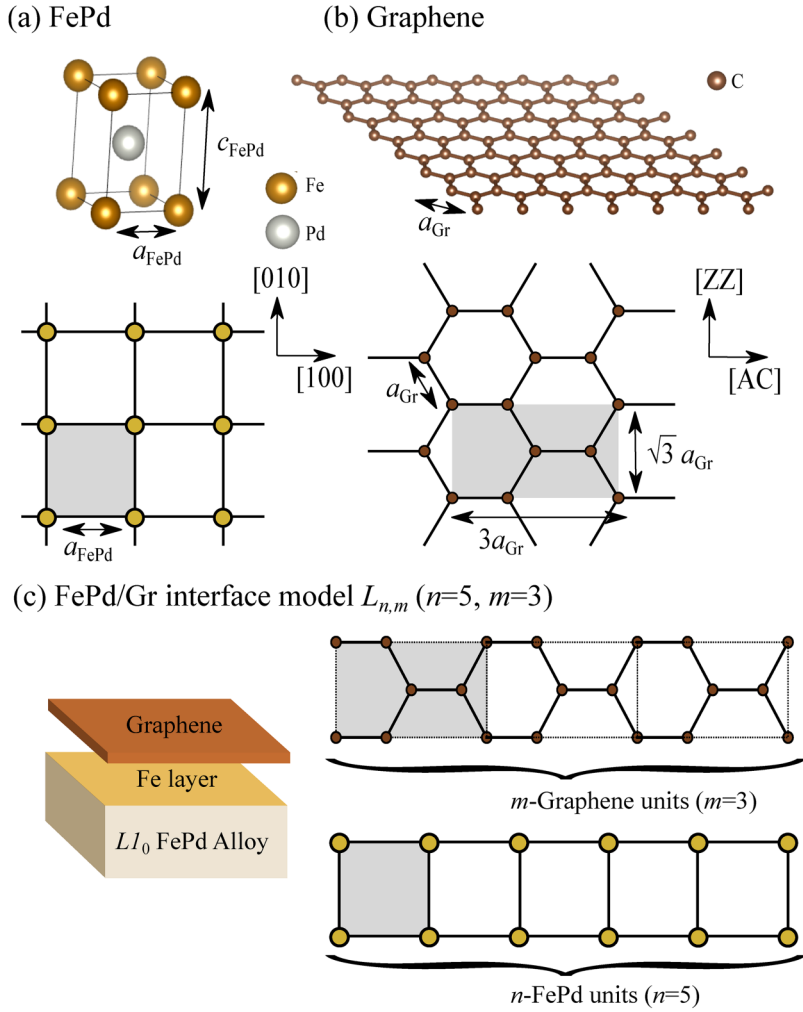 (a) FePd
(b) Graphene
C
c_FePd
Fe
Pd
a_FePd
a_Gr
[010]
[100]
a_FePd
[ZZ]
[AC]
a_Gr
√3 a_Gr
3a_Gr
(c) FePd/Gr interface model L_n,m (n=5, m=3)
Graphene
Fe layer
L1_0 FePd Alloy
m-Graphene units (m=3)
n-FePd units (n=5)